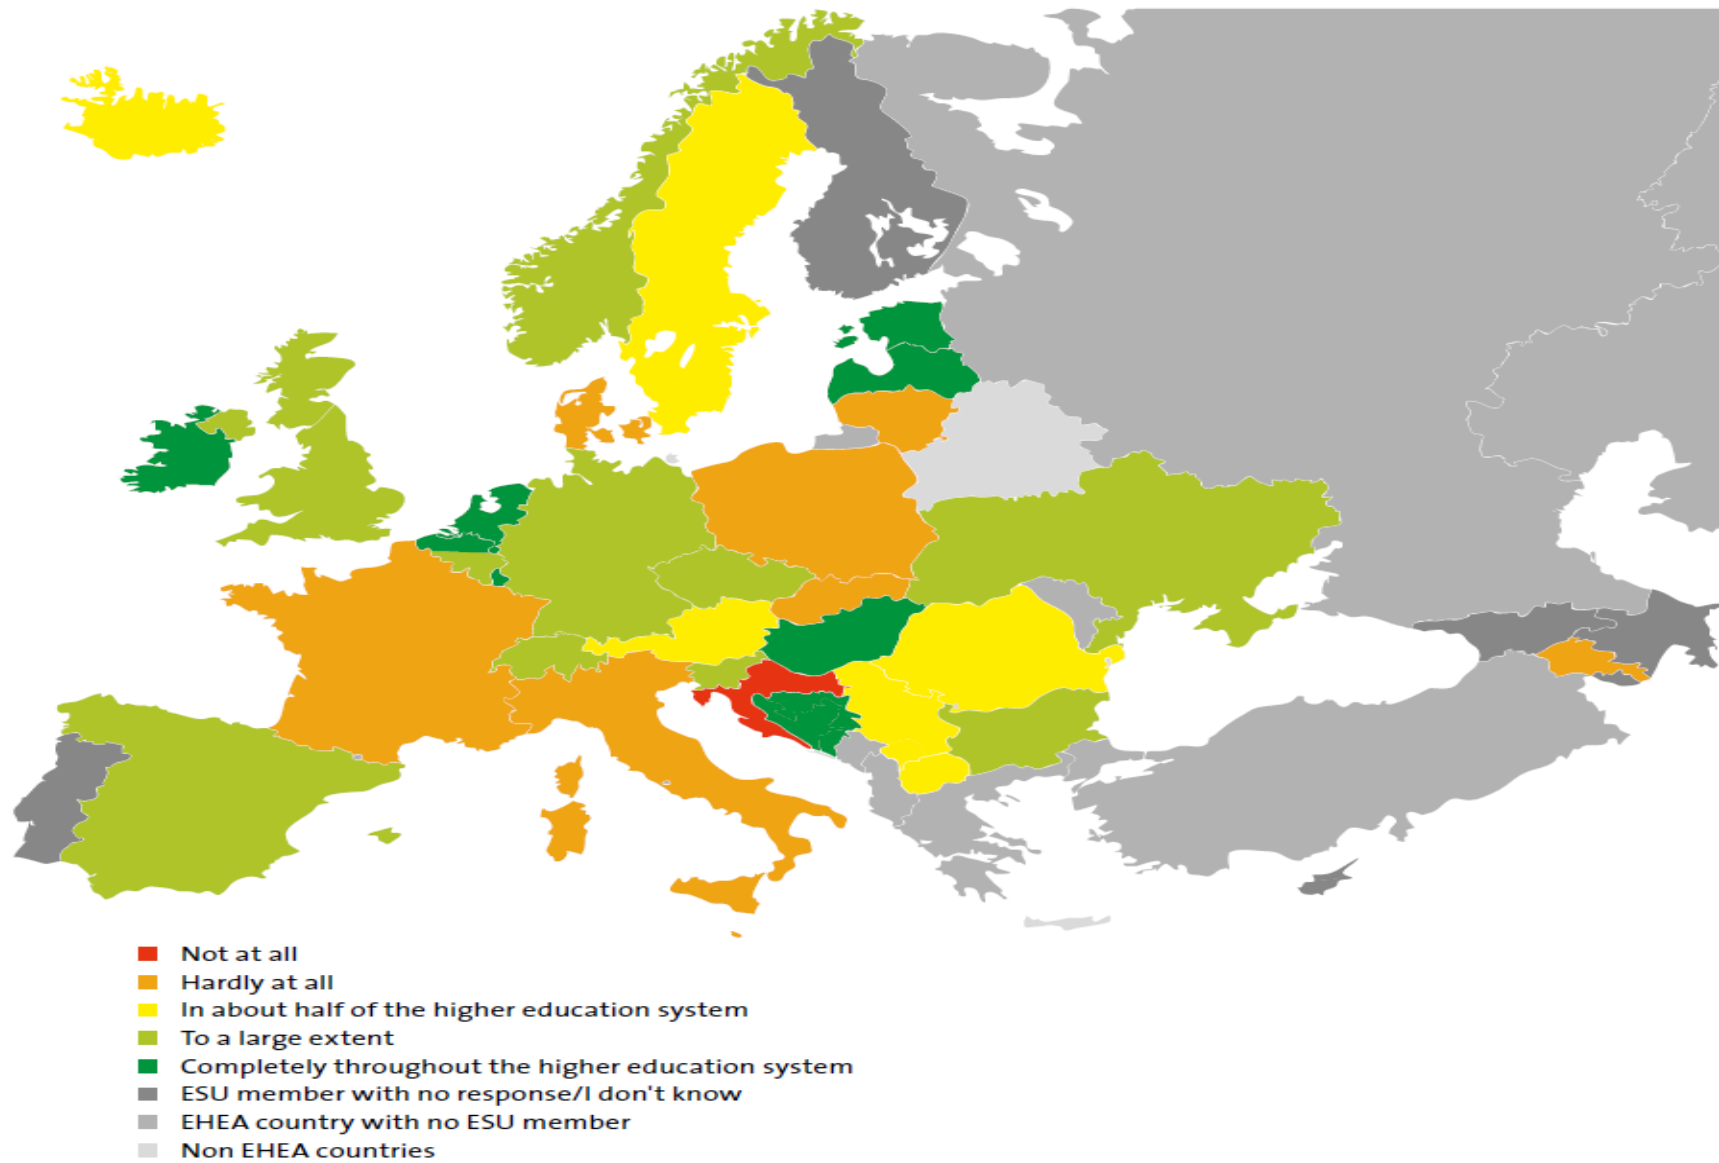 Not at all
Hardly at all
In about half of the higher education system
To a large extent
Completely throughout the higher education system
ESU member with no response/I don't know
EHEA country with no ESU member
Non EHEA countries